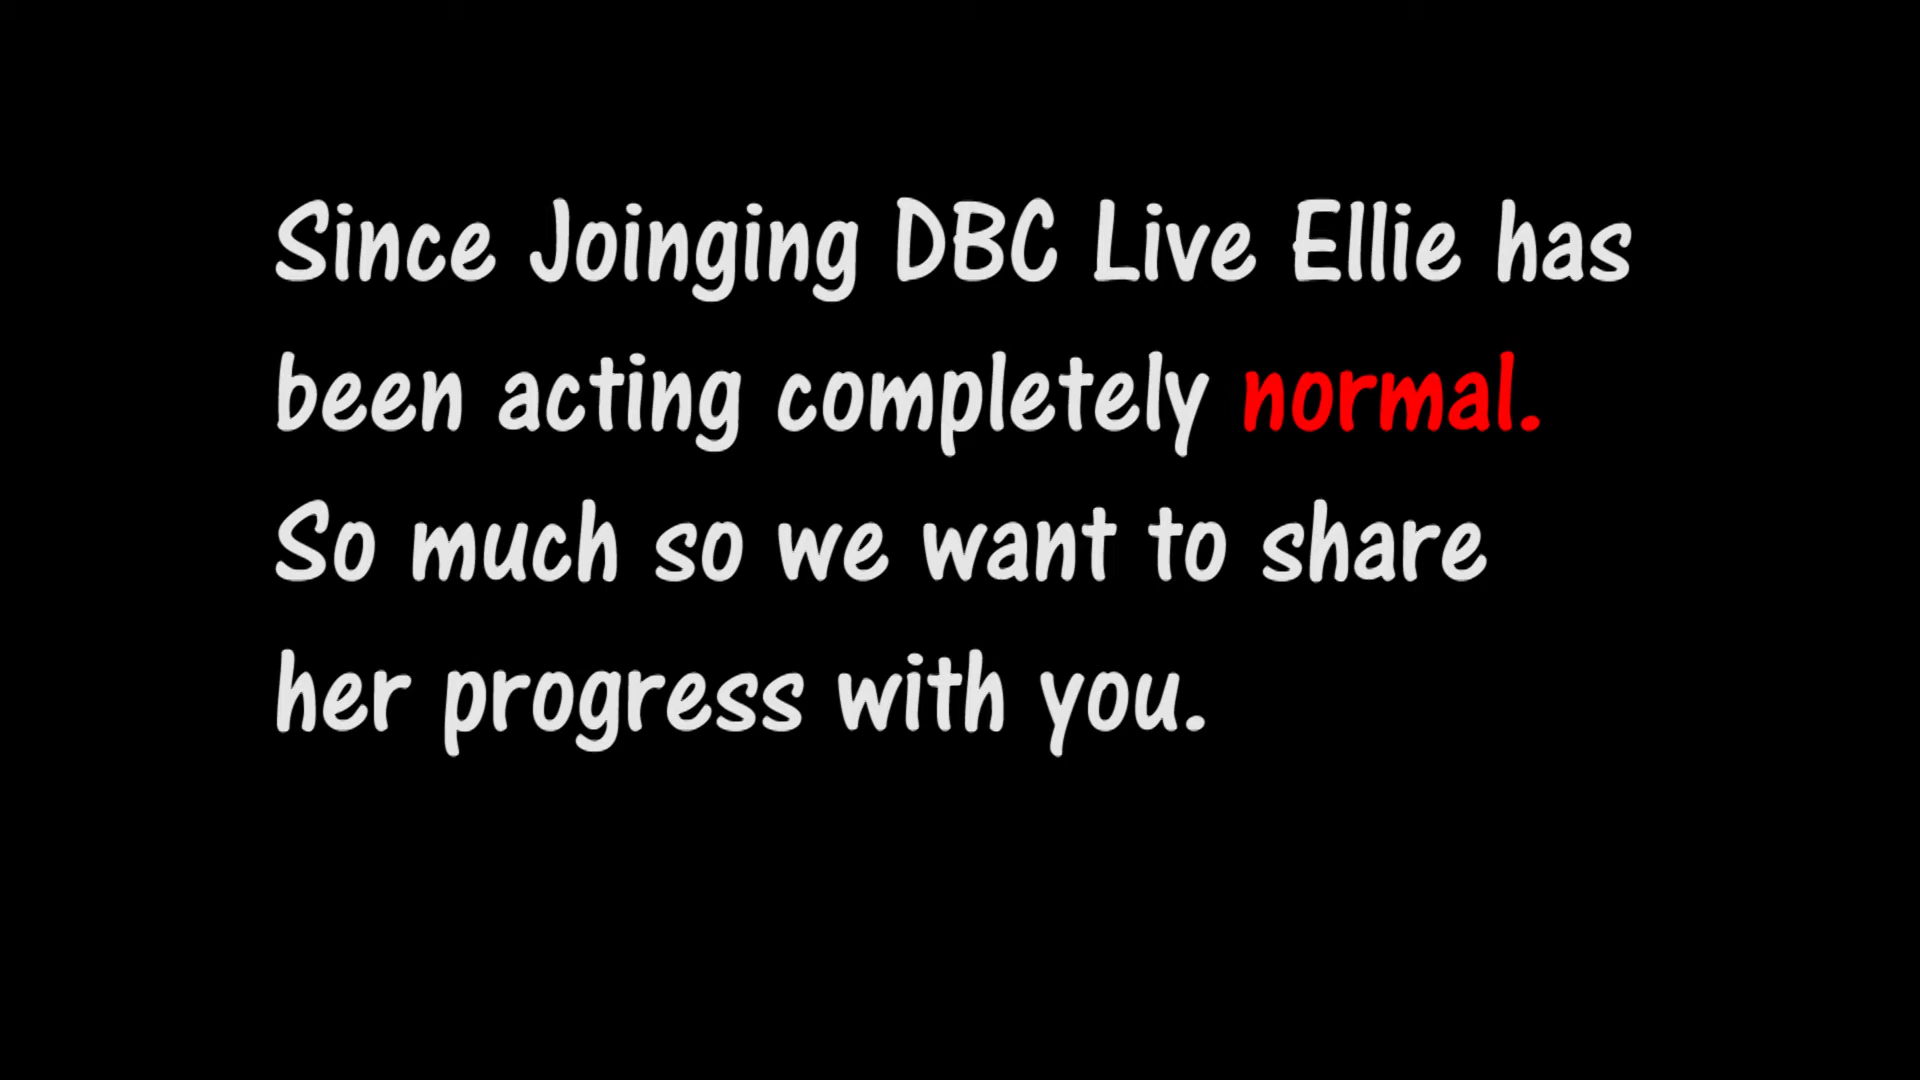 Since Joinging DBC Live Ellie has
been acting completely normal.
So much so we want to share
her progress with you.